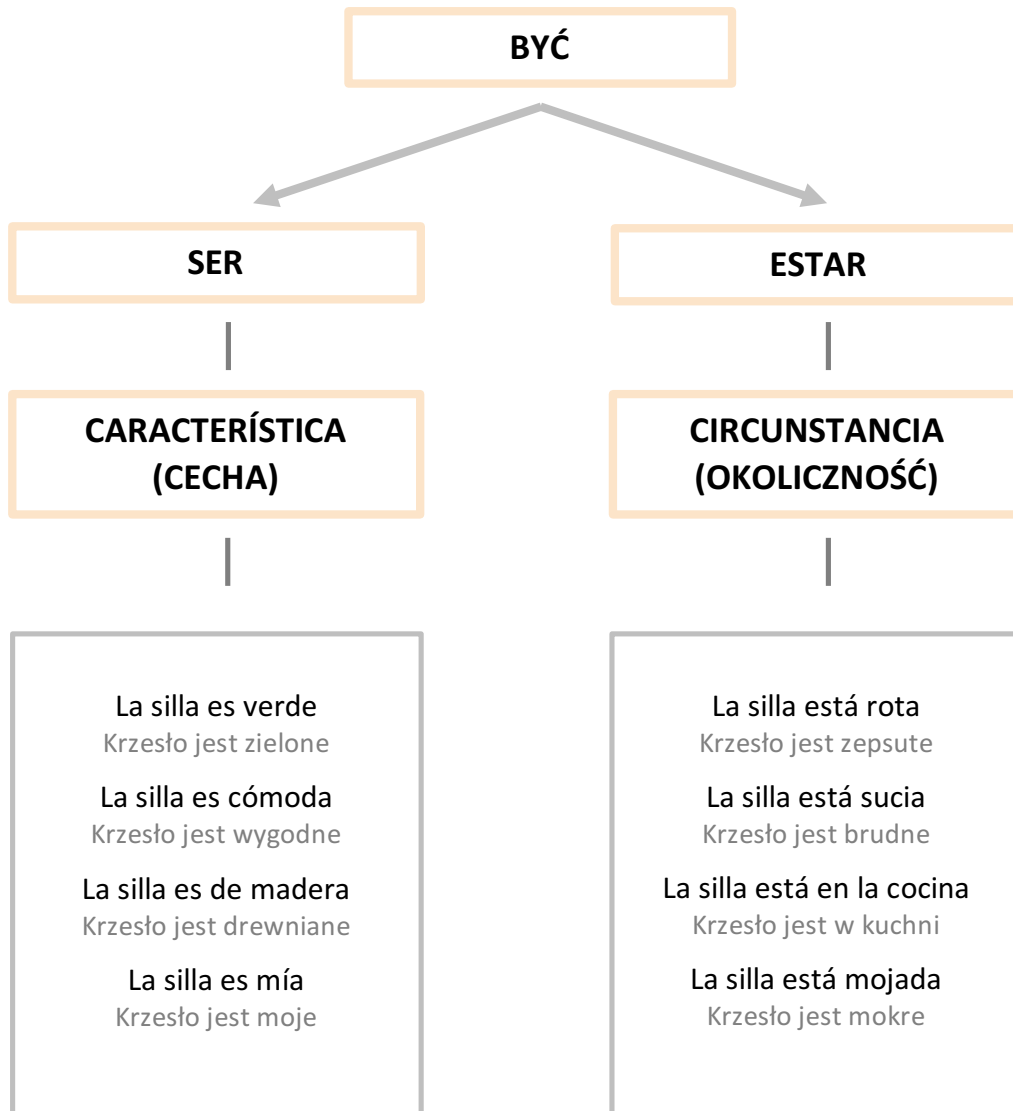 BYĆ
SER
CARACTERÍSTICA
(CECHA)
La silla es verde
Krzesło jest zielone
La silla es cómoda
Krzesło jest wygodne
La silla es de madera
Krzesło jest drewniane
La silla es mía
Krzesło jest moje
ESTAR
CIRCUNSTANCIA
(OKOLICZNOŚĆ)
La silla está rota
Krzesło jest zepsute
La silla está sucia
Krzesło jest brudne
La silla está en la cocina
Krzesło jest w kuchni
La silla está mojada
Krzesło jest mokre